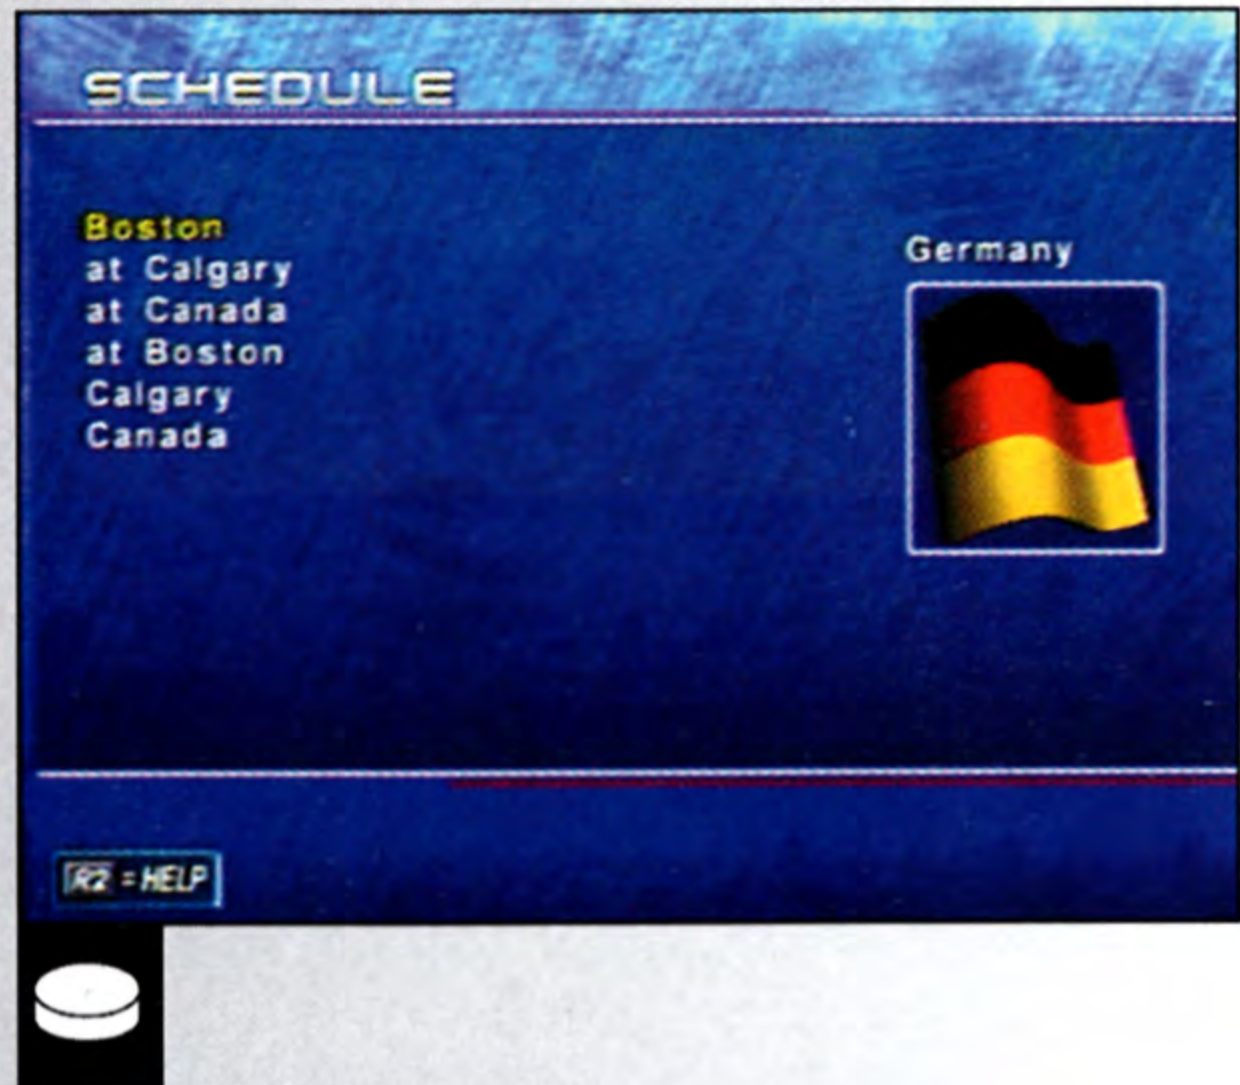 SCHEDULE
Boston
at Calgary
at Canada
at Boston
Calgary
Canada
Germany
R2 = HELP